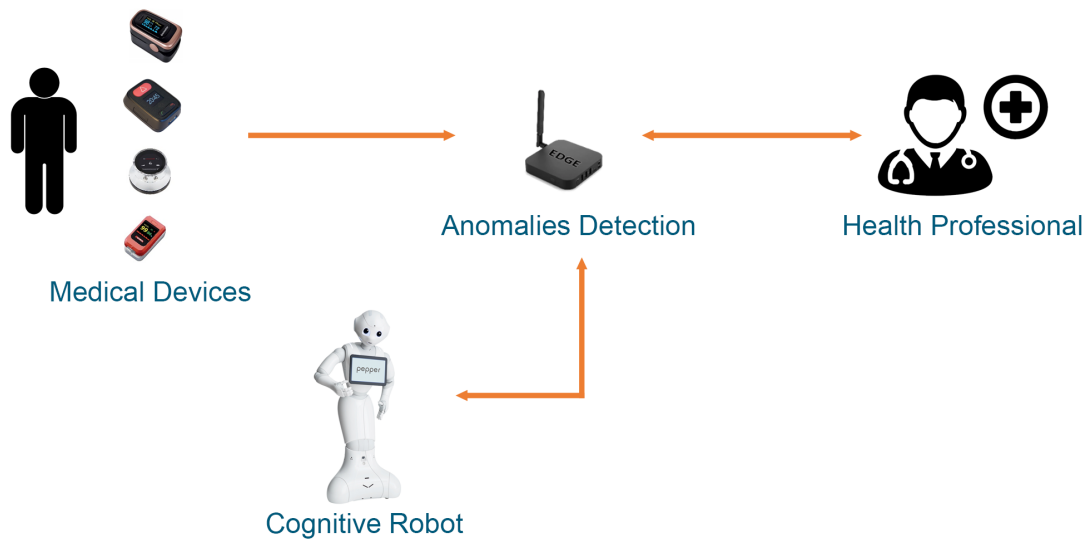 EDGE
Anomalies Detection
Health Professional
Medical Devices
pepper
Cognitive Robot